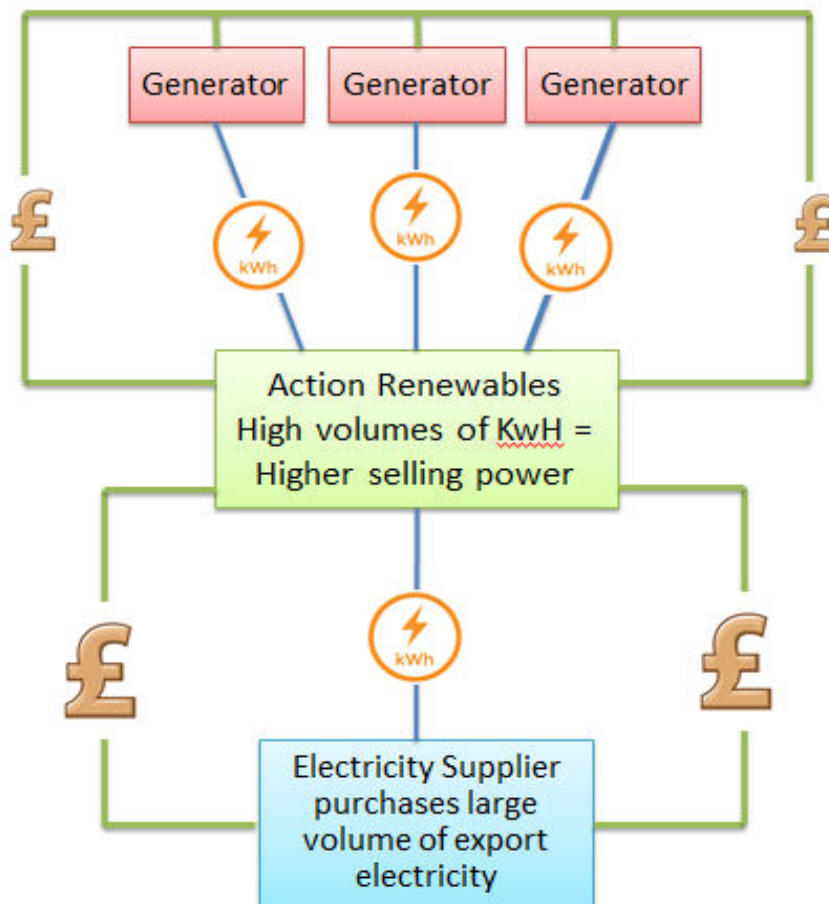 Generator Generator Generator
£ £
kWh kWh kWh
Action Renewables
High volumes of KwH =
Higher selling power
£ £
kWh
Electricity Supplier
purchases large
volume of export
electricity